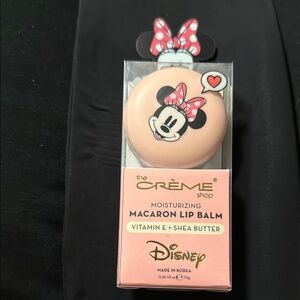 the
CRÈME
shop
MOISTURIZING
MACARON LIP BALM
VITAMIN E + SHEA BUTTER
Disney
MADE IN KOREA